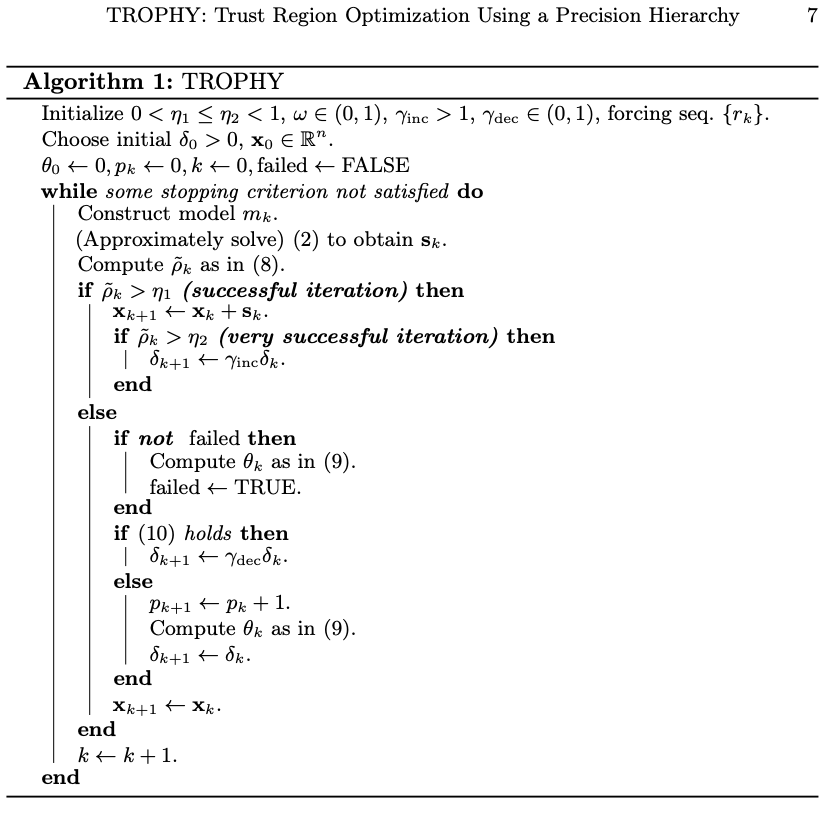 TROPHY: Trust Region Optimization Using a Precision Hierarchy 7
Algorithm 1: TROPHY
Initialize 0 < η₁ ≤ η₂ < 1, ω ∈ (0, 1), γ_inc > 1, γ_dec ∈ (0, 1), forcing seq. {r_k}.
Choose initial δ₀ > 0, x₀ ∈ ℝⁿ.
θ₀ ← 0, p_k ← 0, k ← 0, failed ← FALSE
while some stopping criterion not satisfied do
Construct model m_k.
(Approximately solve) (2) to obtain s_k.
Compute ρ̃_k as in (8).
if ρ̃_k > η₁ (successful iteration) then
x_{k+1} ← x_k + s_k.
if ρ̃_k > η₂ (very successful iteration) then
δ_{k+1} ← γ_inc δ_k.
end
else
if not failed then
Compute θ_k as in (9).
failed ← TRUE.
end
if (10) holds then
δ_{k+1} ← γ_dec δ_k.
else
p_{k+1} ← p_k + 1.
Compute θ_k as in (9).
δ_{k+1} ← δ_k.
end
x_{k+1} ← x_k.
end
k ← k + 1.
end